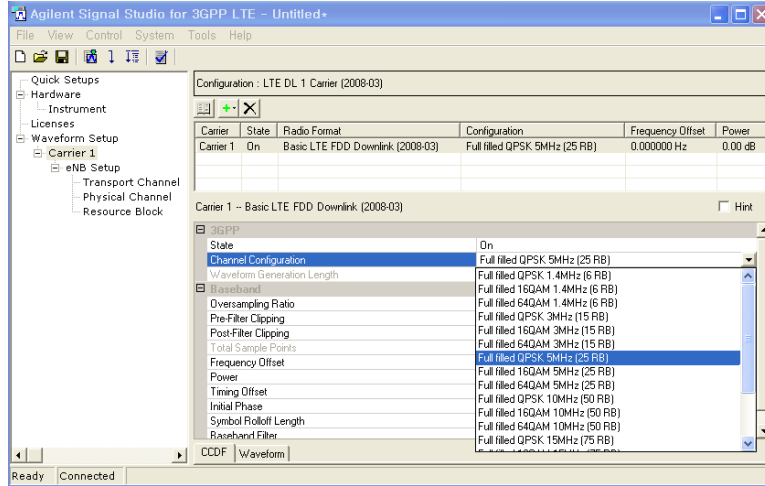 Agilent Signal Studio for 3GPP LTE - Untitled*
File View Control System Tools Help
Quick Setups
Hardware
Instrument
Licenses
Waveform Setup
Carrier 1
eNB Setup
Transport Channel
Physical Channel
Resource Block
Configuration : LTE DL 1 Carrier (2008-03)
Carrier State Radio Format Configuration Frequency Offset Power
Carrier 1 On Basic LTE FDD Downlink (2008-03) Full filled QPSK 5MHz (25 RB) 0.000000 Hz 0.00 dB
Carrier 1 -- Basic LTE FDD Downlink (2008-03) Hint
3GPP
State On
Channel Configuration Full filled QPSK 5MHz (25 RB)
Waveform Generation Length
Baseband
Oversampling Ratio
Pre-Filter Clipping
Post-Filter Clipping
Total Sample Points
Frequency Offset
Power
Timing Offset
Initial Phase
Symbol Rolloff Length
Baseband Filter
Full filled QPSK 1.4MHz (6 RB)
Full filled 16QAM 1.4MHz (6 RB)
Full filled 64QAM 1.4MHz (6 RB)
Full filled QPSK 3MHz (15 RB)
Full filled 16QAM 3MHz (15 RB)
Full filled 64QAM 3MHz (15 RB)
Full filled QPSK 5MHz (25 RB)
Full filled 16QAM 5MHz (25 RB)
Full filled 64QAM 5MHz (25 RB)
Full filled QPSK 10MHz (50 RB)
Full filled 16QAM 10MHz (50 RB)
Full filled 64QAM 10MHz (50 RB)
Full filled QPSK 15MHz (75 RB)
CCDF Waveform
Ready Connected